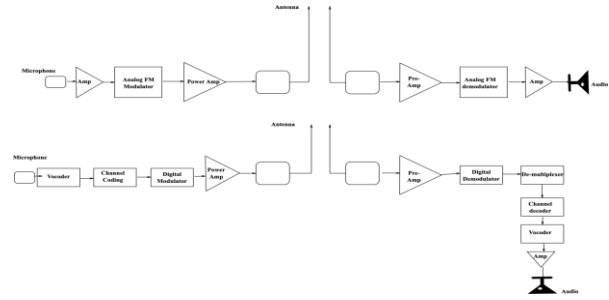 Antenna
Microphone
Amp
Analog FM
Modulator
Power Amp
Pre-
Amp
Analog FM
demodulator
Amp
Audio
Antenna
Microphone
Vocoder
Channel
Coding
Digital
Modulator
Power
Amp
Pre-
Amp
Digital
Demodulator
De-multiplexer
Channel
decoder
Vocoder
Amp
Audio